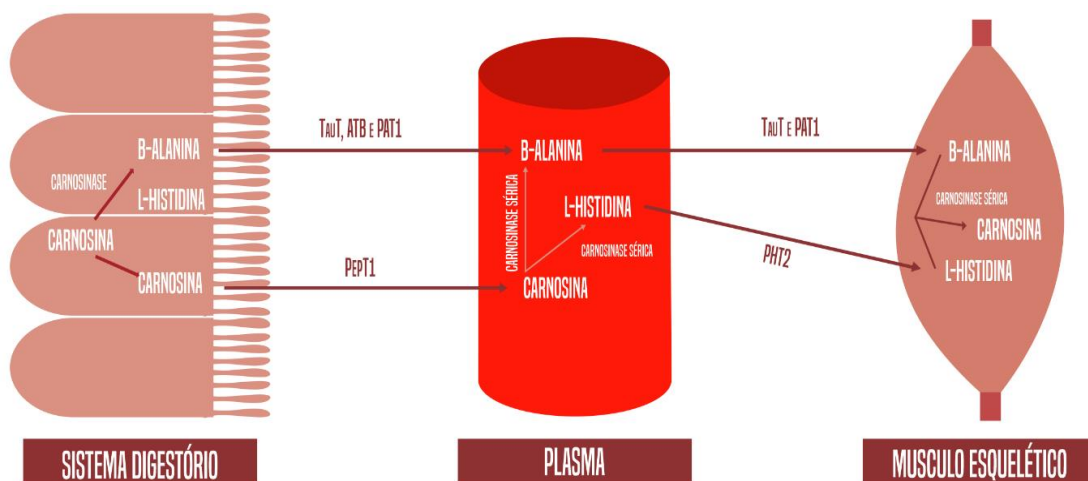 TauT, ATB e PAT1
TauT e PAT1
B-ALANINA
CARNOSINASE
L-HISTIDINA
CARNOSINA
CARNOSINA
PepT1
B-ALANINA
CARNOSINASE SÉRICA
L-HISTIDINA
CARNOSINASE SÉRICA
CARNOSINA
PHT2
B-ALANINA
CARNOSINASE SÉRICA
CARNOSINA
L-HISTIDINA
SISTEMA DIGESTÓRIO
PLASMA
MUSCULO ESQUELÉTICO